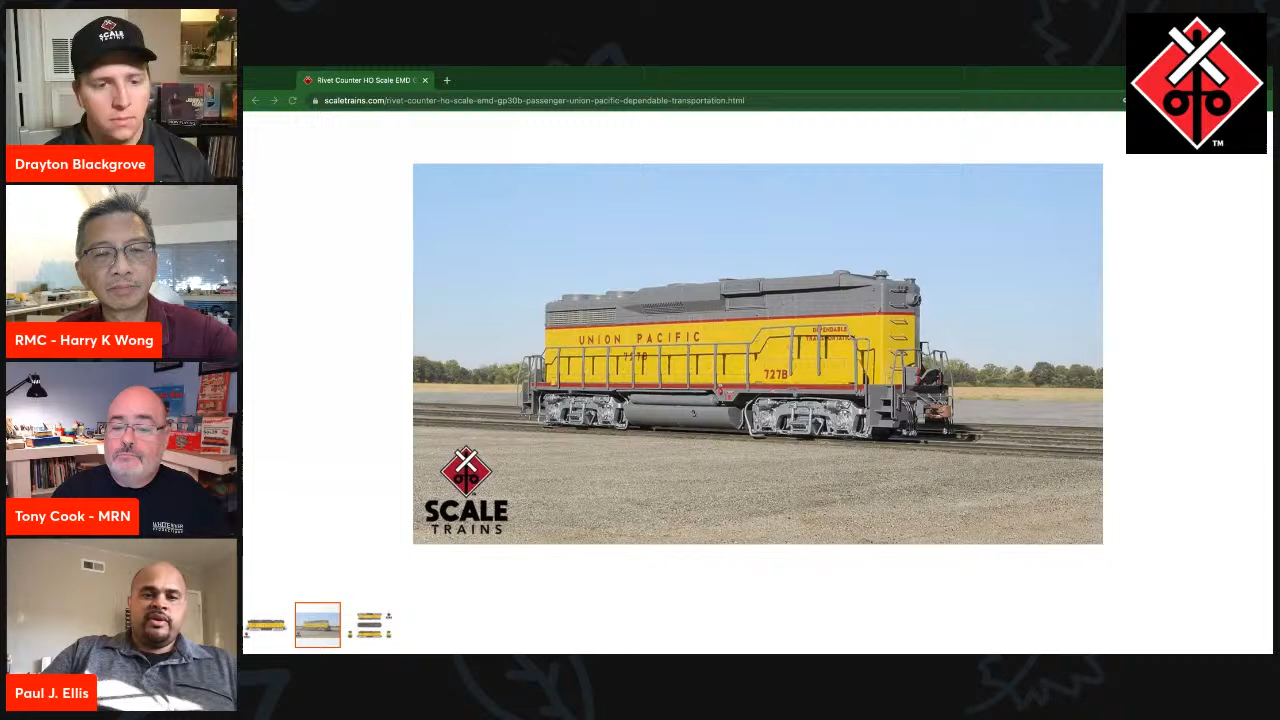 SCALE
TRAINS
Drayton Blackgrove
RMC - Harry K Wong
Tony Cook - MRN
Paul J. Ellis
Rivet Counter HO Scale EMD
scaletrains.com/rivet-counter-ho-scale-emd-gp30b-passenger-union-pacific-dependable-transportation.html
TM
UNION PACIFIC
DEPENDABLE
TRANSPORTATION
727B
727B
SCALE
TRAINS